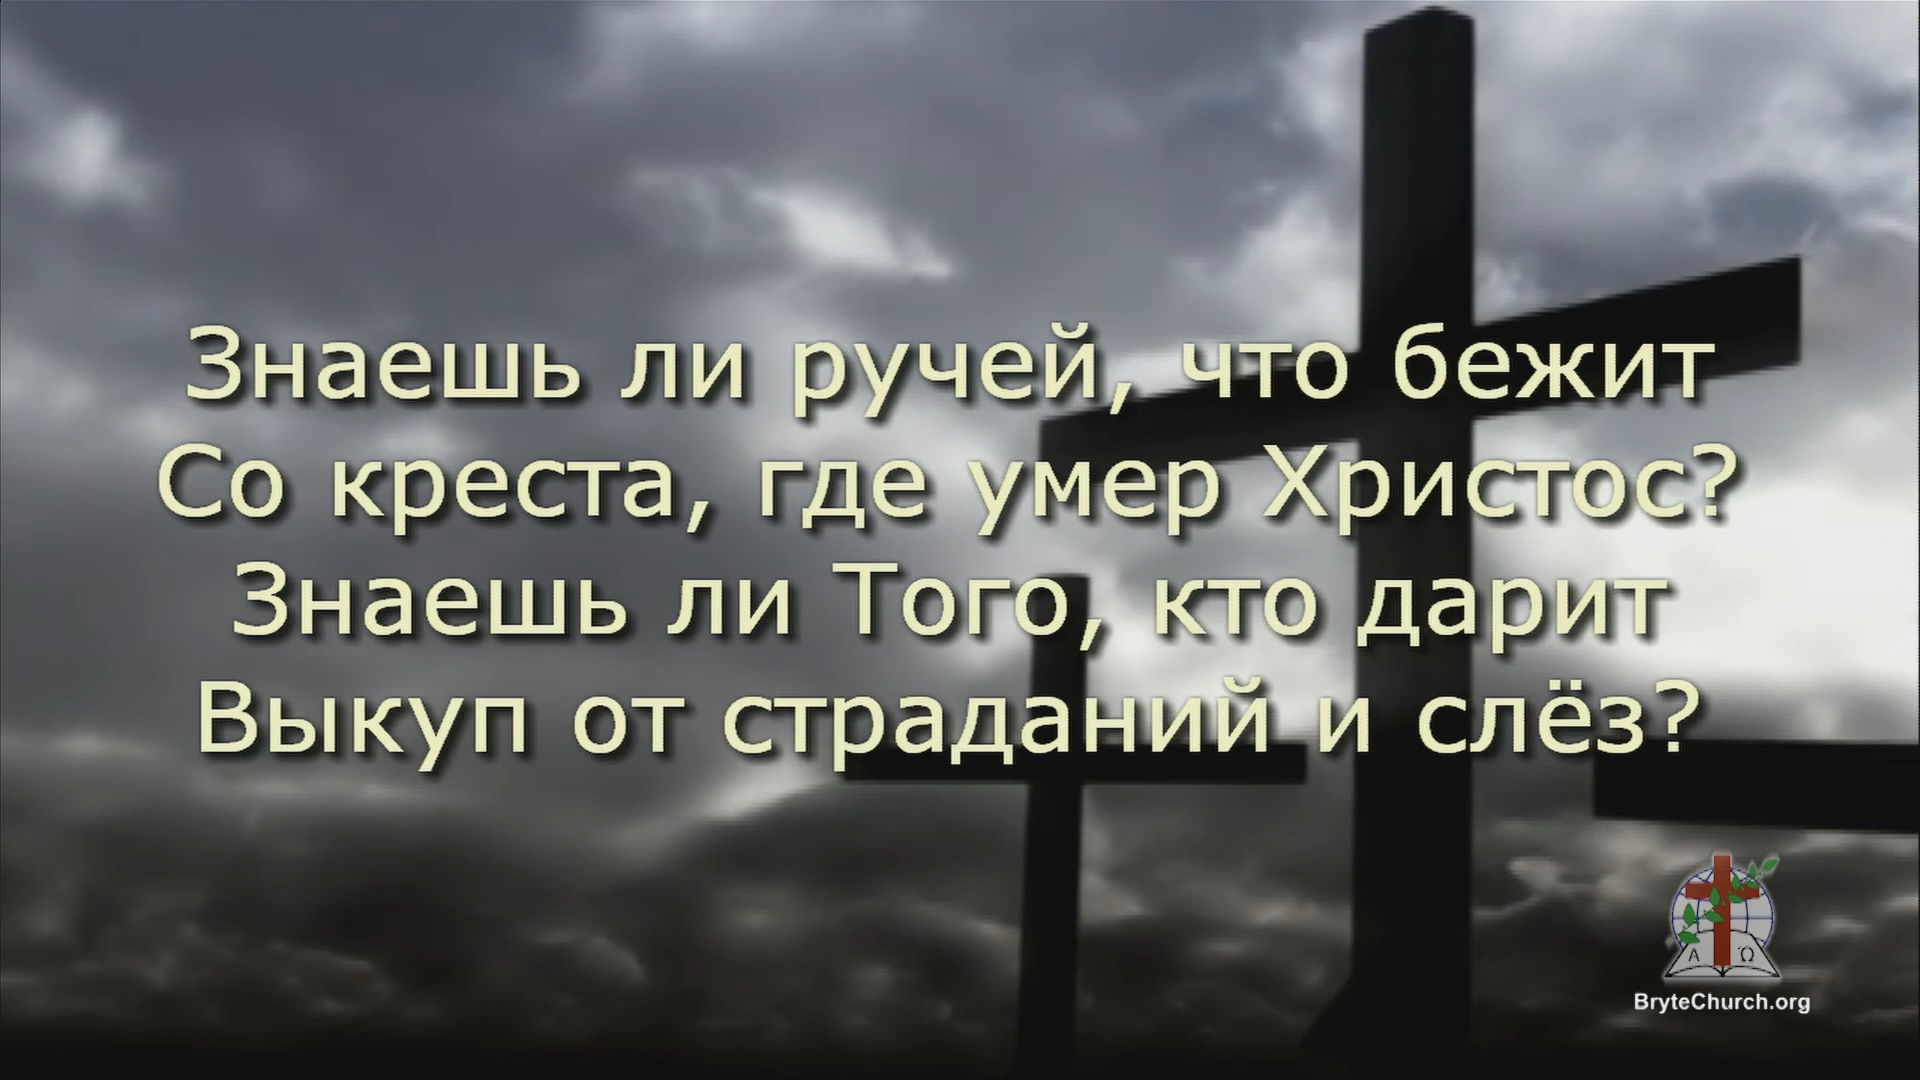 Знаешь ли ручей, что бежит
Со креста, где умер Христос?
Знаешь ли Того, кто дарит
Выкуп от страданий и слёз?
Α Ω
BryteChurch.org